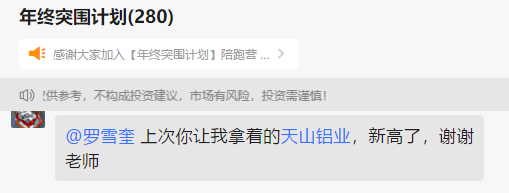 年终突围计划(280)
感谢大家加入【年终突围计划】陪跑营 ...
供参考，不构成投资建议，市场有风险，投资需谨慎！
@罗雪奎 上次你让我拿着的天山铝业，新高了，谢谢
老师